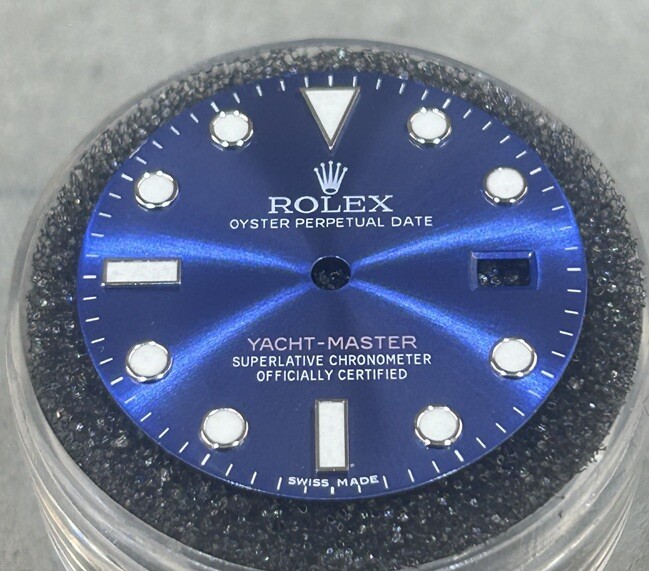 ROLEX
OYSTER PERPETUAL DATE
YACHT-MASTER
SUPERLATIVE CHRONOMETER
OFFICIALLY CERTIFIED
SWISS MADE